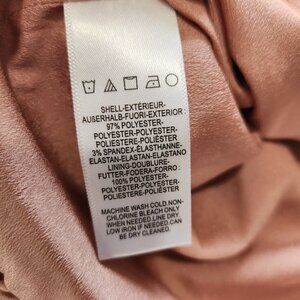 SHELL-EXTÉRIEUR-
AUßERHALB-FUORI-EXTERIOR :
97% POLYESTER-
POLYESTER-POLYESTER-
POLIESTERE-POLIÉSTER
3% SPANDEX-ÉLASTHANNE-
ELASTAN-ELASTAN-ELASTANO
LINING-DOUBLURE-
FUTTER-FODERA-FORRO :
100% POLYESTER-
POLYESTER-POLYESTER-
POLIESTERE-POLIÉSTER
MACHINE WASH COLD.NON-
CHLORINE BLEACH ONLY
WHEN NEEDED.LINE DRY.
LOW IRON IF NEEDED.CAN
BE DRY CLEANED.